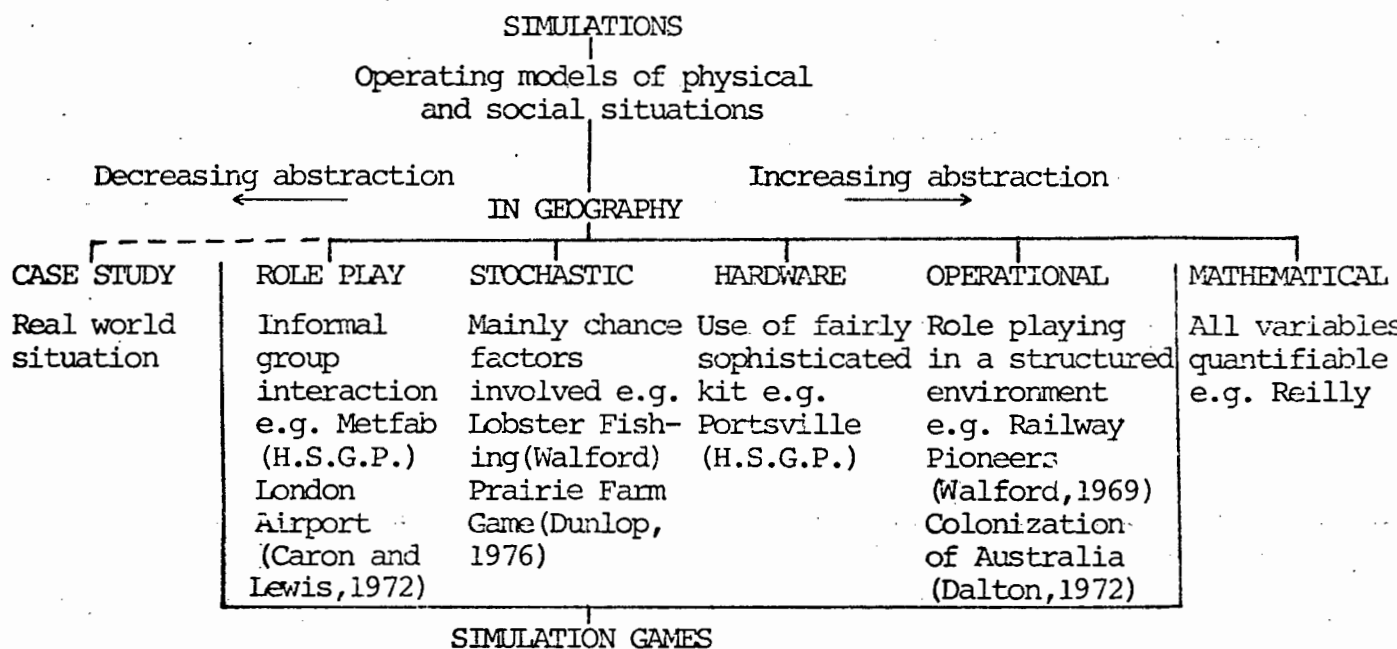 SIMULATIONS
Operating models of physical
and social situations
Decreasing abstraction
Increasing abstraction
IN GEOGRAPHY
CASE STUDY
Real world
situation
ROLE PLAY
Informal
group
interaction
e.g. Metfab
(H.S.G.P.)
London
Airport
(Caron and
Lewis,1972)
STOCHASTIC
Mainly chance
factors
involved e.g.
Lobster Fish-
ing(Walford)
Prairie Farm
Game(Dunlop,
1976)
HARDWARE
Use of fairly
sophisticated
kit e.g.
Portsville
(H.S.G.P.)
OPERATIONAL
Role playing
in a structured
environment
e.g. Railway
Pioneers
(Walford,1969)
Colonization
of Australia
(Dalton,1972)
MATHEMATICAL
All variables
quantifiable
e.g. Reilly
SIMULATION GAMES